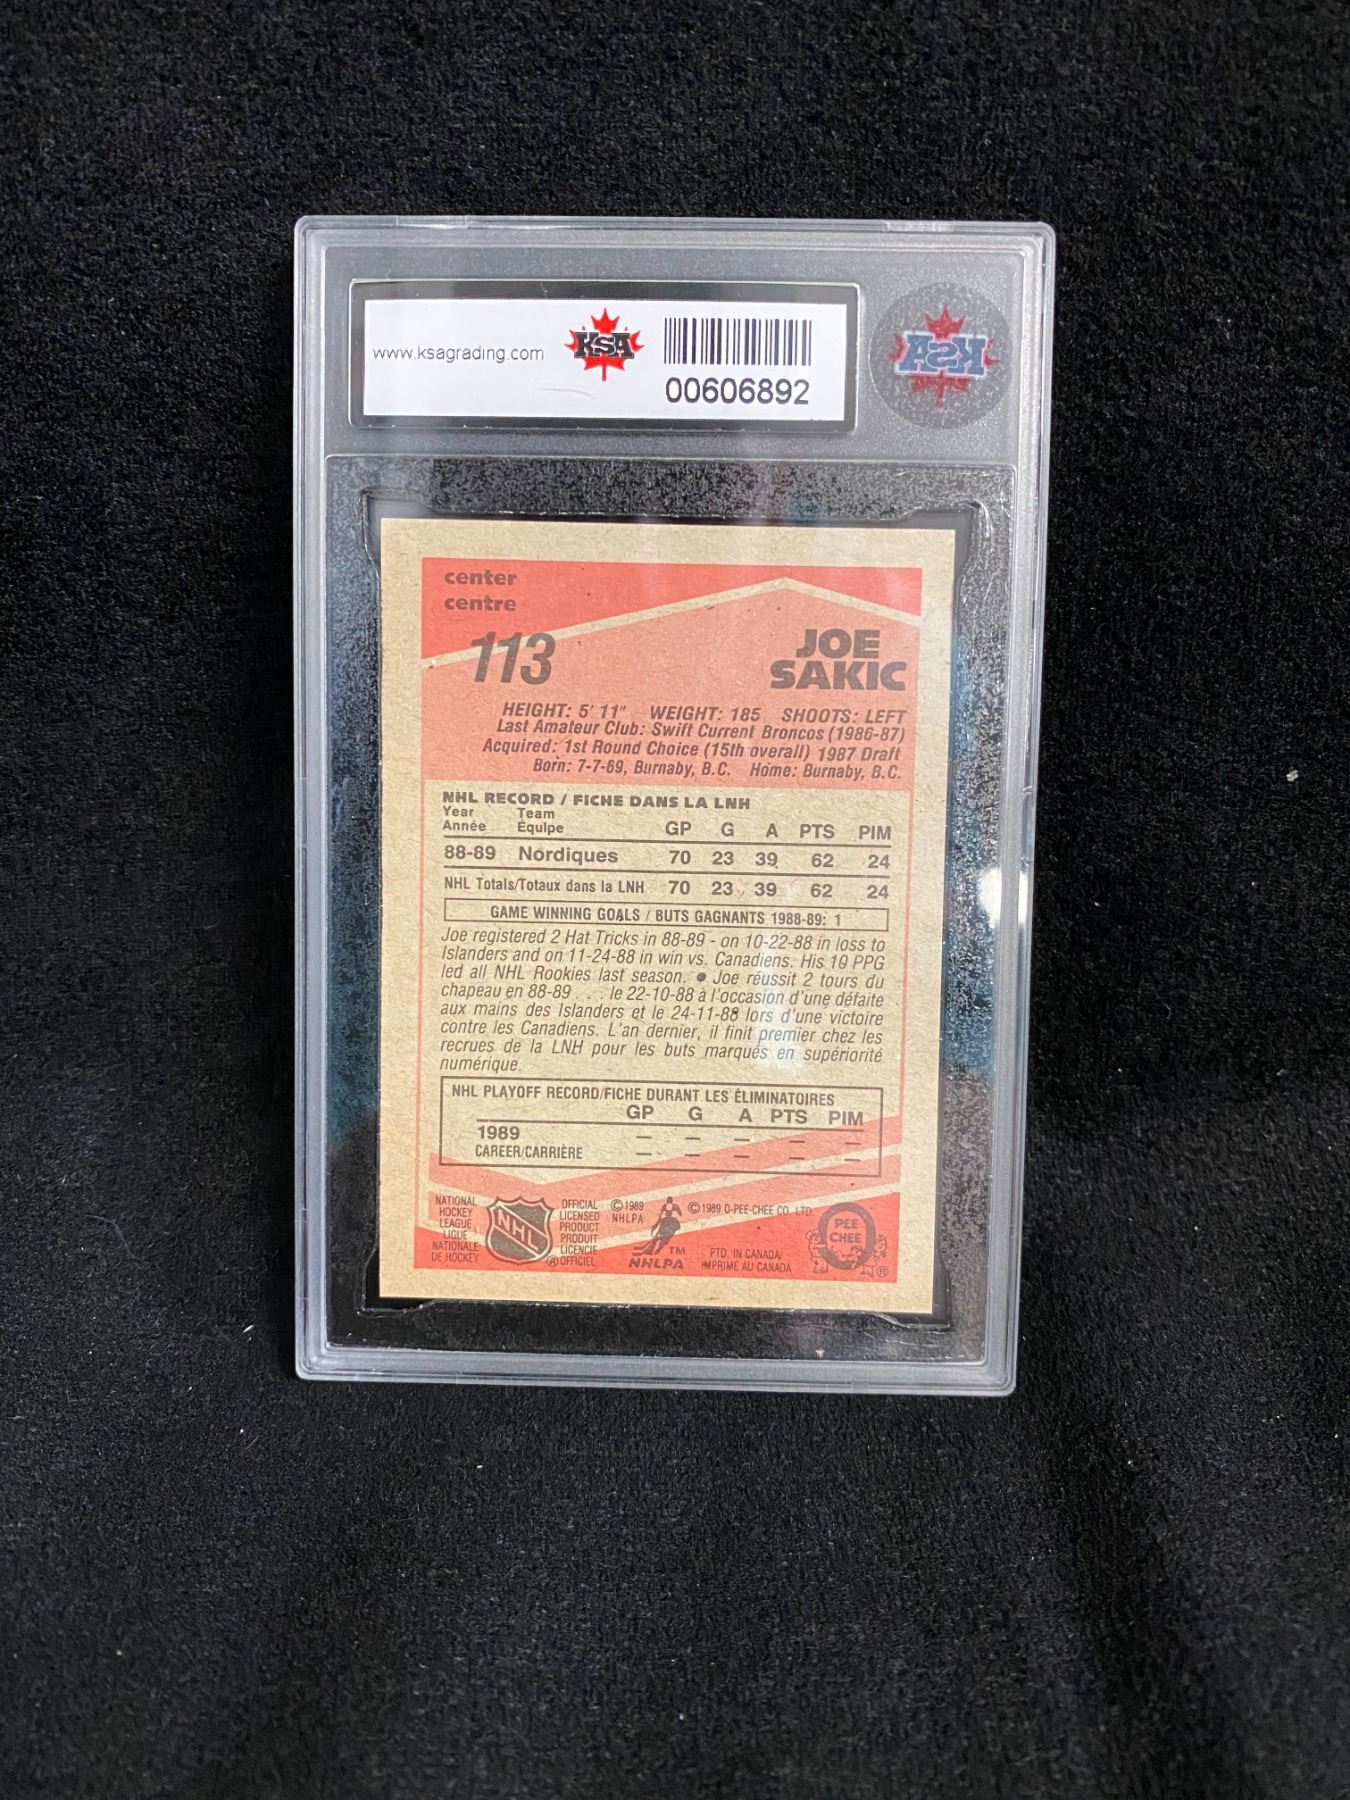 www.ksagrading.com
KSA
00606892
KSA
center
centre
113
JOE
SAKIC
HEIGHT: 5' 11" WEIGHT: 185 SHOOTS: LEFT
Last Amateur Club: Swift Current Broncos (1986-87)
Acquired: 1st Round Choice (15th overall) 1987 Draft
Born: 7-7-69, Burnaby, B.C. Home: Burnaby, B.C.
NHL RECORD / FICHE DANS LA LNH
Year Team
Année Équipe GP G A PTS PIM
88-89 Nordiques 70 23 39 62 24
NHL Totals/Totaux dans la LNH 70 23 39 62 24
GAME WINNING GOALS / BUTS GAGNANTS 1988-89: 1
Joe registered 2 Hat Tricks in 88-89 - on 10-22-88 in loss to
Islanders and on 11-24-88 in win vs. Canadiens. His 10 PPG
led all NHL Rookies last season. ● Joe réussit 2 tours du
chapeau en 88-89 . . . le 22-10-88 à l'occasion d'une défaite
aux mains des Islanders et le 24-11-88 lors d'une victoire
contre les Canadiens. L'an dernier, il finit premier chez les
recrues de la LNH pour les buts marqués en supériorité
numérique.
NHL PLAYOFF RECORD/FICHE DURANT LES ÉLIMINATOIRES
GP G A PTS PIM
1989 — — — — —
CAREER/CARRIÈRE — — — — —
NATIONAL
HOCKEY
LEAGUE
LIGUE
NATIONALE
DE HOCKEY
NHL
®
OFFICIAL
LICENSED
PRODUCT
PRODUIT
LICENCIE
OFFICIEL
© 1989
NHLPA
TM
NHLPA
© 1989 O-PEE-CHEE CO. LTD.
PTD. IN CANADA/
IMPRIME AU CANADA
PEE
CHEE
®